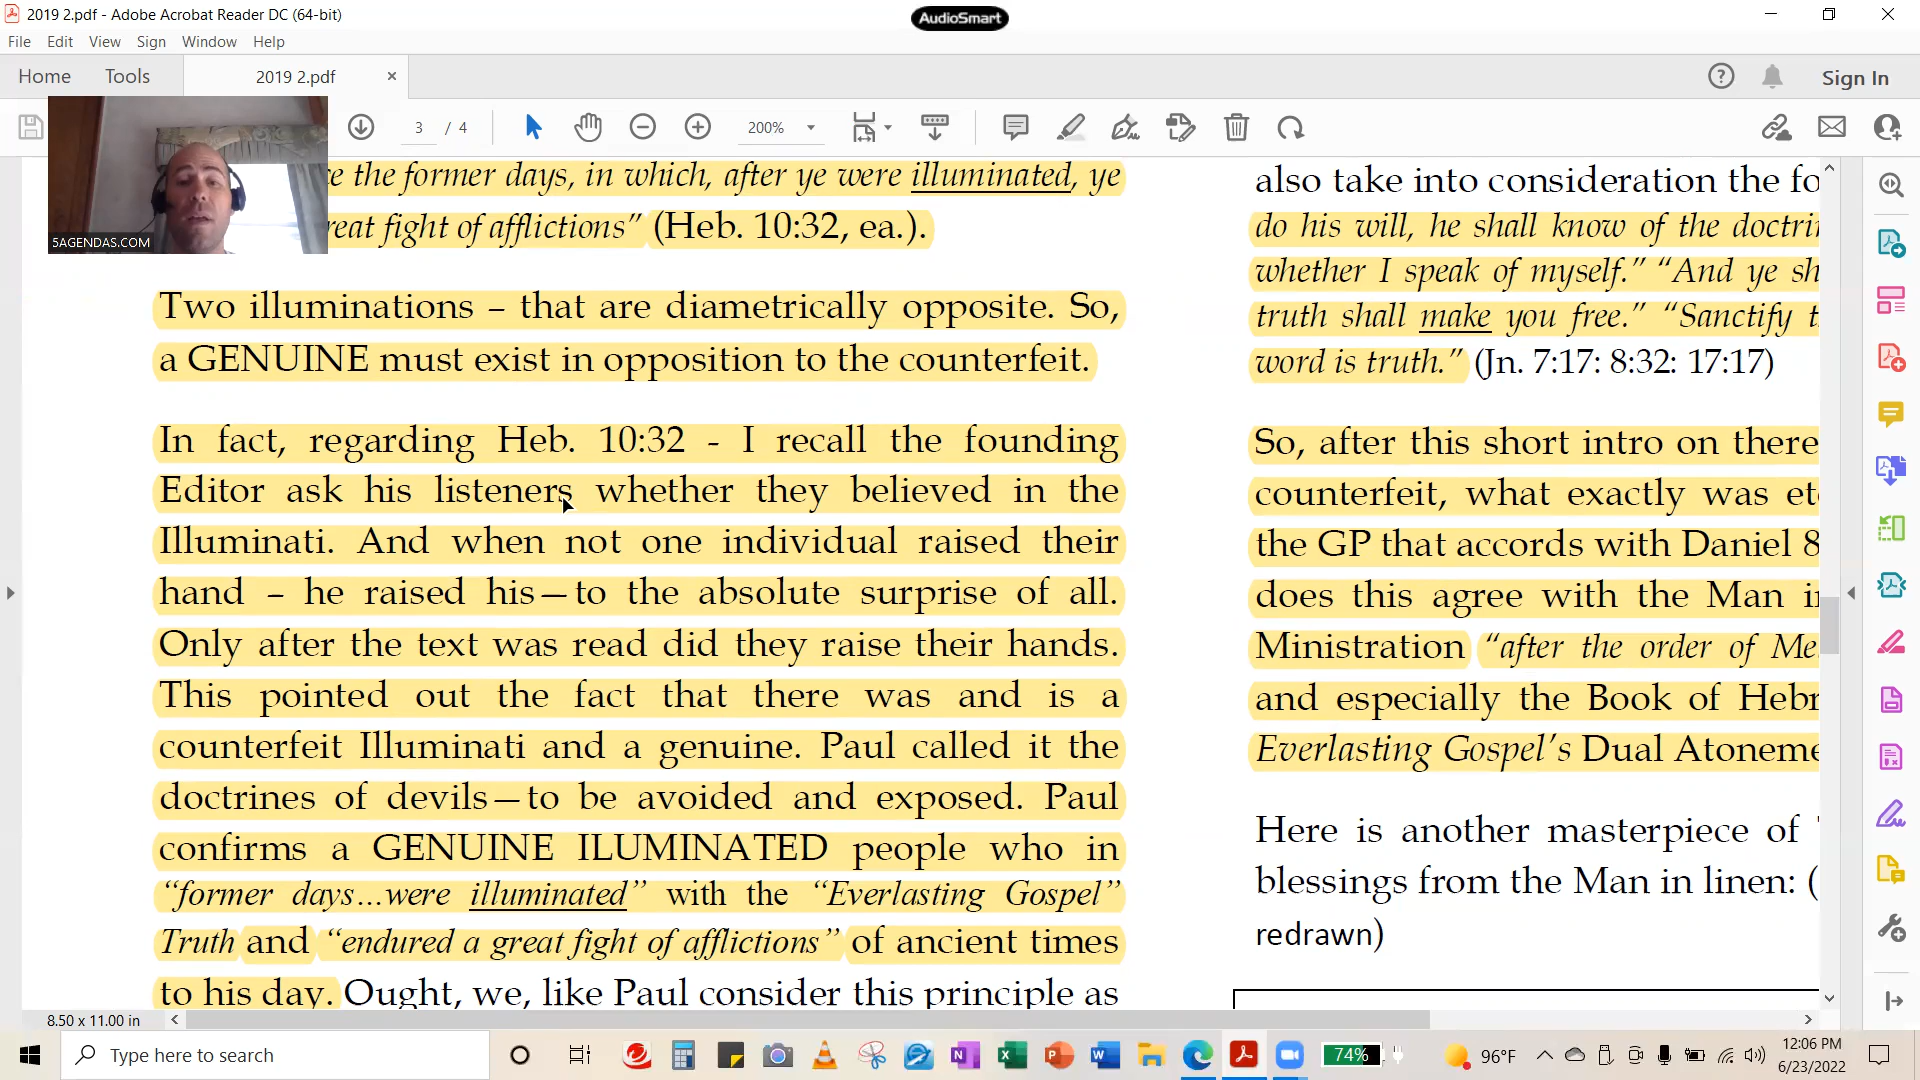 2019 2.pdf - Adobe Acrobat Reader DC (64-bit)
AudioSmart
File Edit View Sign Window Help
Home Tools 2019 2.pdf × Sign In
3 / 4 200%
5AGENDAS.COM
the former days, in which, after ye were illuminated, ye
fight of afflictions” (Heb. 10:32, ea.).
Two illuminations – that are diametrically opposite. So,
a GENUINE must exist in opposition to the counterfeit.
In fact, regarding Heb. 10:32 - I recall the founding
Editor ask his listeners whether they believed in the
Illuminati. And when not one individual raised their
hand – he raised his—to the absolute surprise of all.
Only after the text was read did they raise their hands.
This pointed out the fact that there was and is a
counterfeit Illuminati and a genuine. Paul called it the
doctrines of devils—to be avoided and exposed. Paul
confirms a GENUINE ILUMINATED people who in
“former days…were illuminated” with the “Everlasting Gospel”
Truth and “endured a great fight of afflictions” of ancient times
to his day. Ought, we, like Paul consider this principle as
also take into consideration the
do his will, he shall know of the
whether I speak of myself.” “And ye
truth shall make you free.” “Sanctify
word is truth.” (Jn. 7:17: 8:32: 17:17)
So, after this short intro on there
counterfeit, what exactly was
the GP that accords with Daniel 8
does this agree with the Man
Ministration “after the order of
and especially the Book of
Everlasting Gospel’s Dual
Here is another masterpiece of
blessings from the Man in linen: (
redrawn)
8.50 x 11.00 in
Type here to search
74%
96°F
12:06 PM
6/23/2022